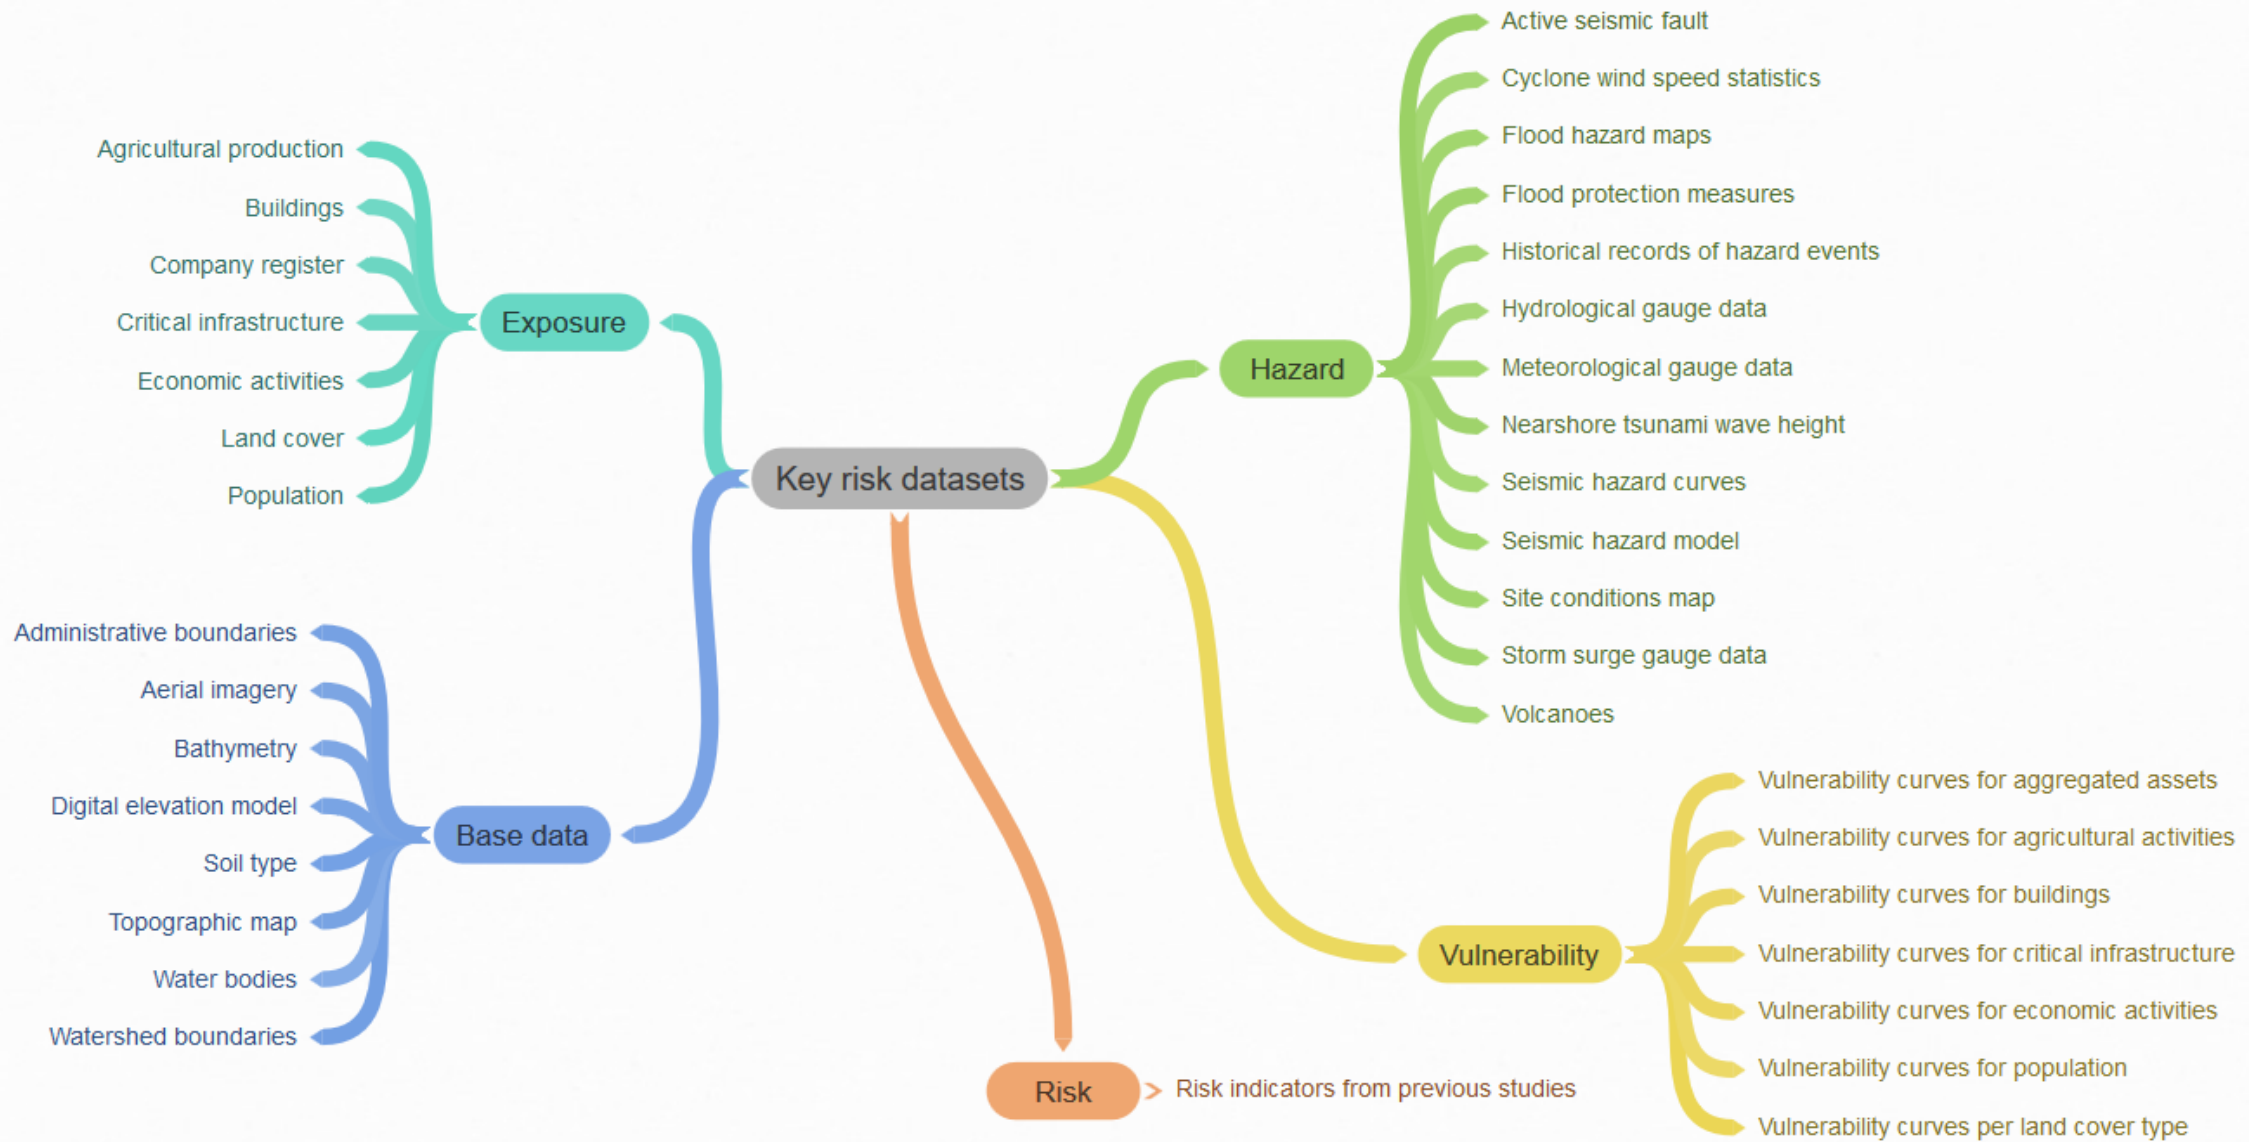 Key risk datasets
Exposure
Agricultural production
Buildings
Company register
Critical infrastructure
Economic activities
Land cover
Population
Base data
Administrative boundaries
Aerial imagery
Bathymetry
Digital elevation model
Soil type
Topographic map
Water bodies
Watershed boundaries
Hazard
Active seismic fault
Cyclone wind speed statistics
Flood hazard maps
Flood protection measures
Historical records of hazard events
Hydrological gauge data
Meteorological gauge data
Nearshore tsunami wave height
Seismic hazard curves
Seismic hazard model
Site conditions map
Storm surge gauge data
Volcanoes
Vulnerability
Vulnerability curves for aggregated assets
Vulnerability curves for agricultural activities
Vulnerability curves for buildings
Vulnerability curves for critical infrastructure
Vulnerability curves for economic activities
Vulnerability curves for population
Vulnerability curves per land cover type
Risk
Risk indicators from previous studies